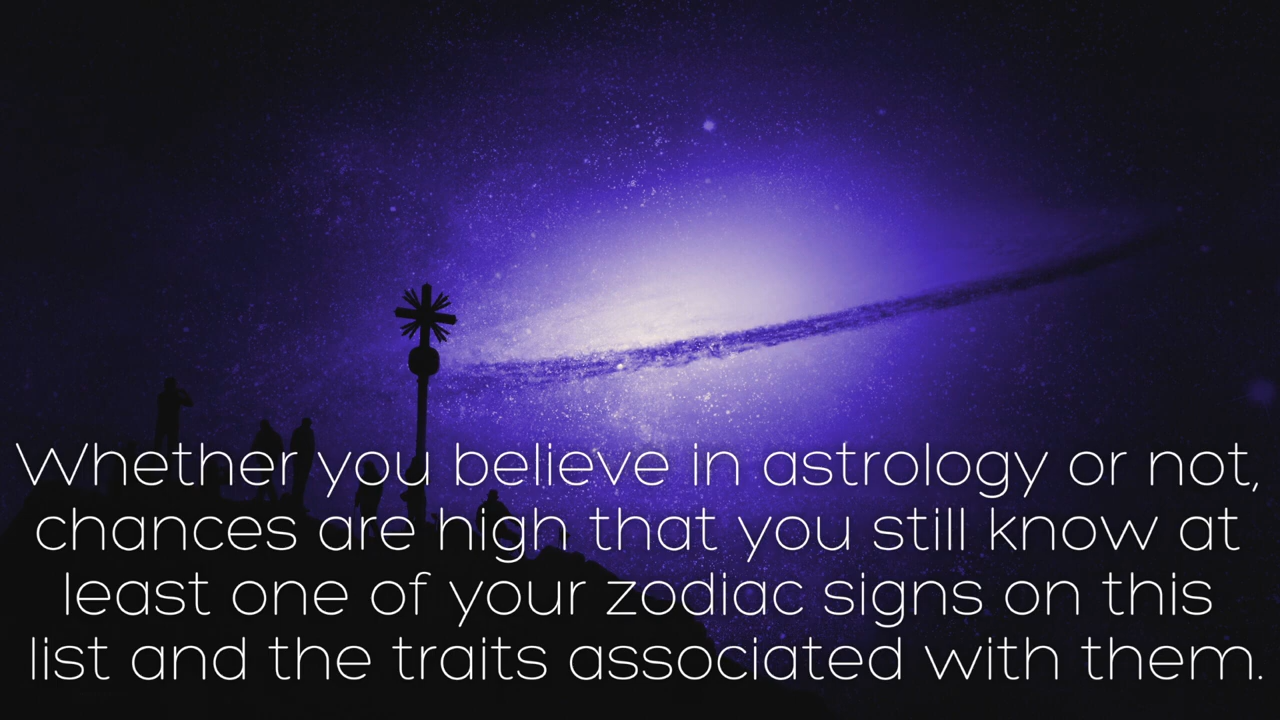 Whether you believe in astrology or not,
chances are high that you still know at
least one of your zodiac signs on this
list and the traits associated with them.